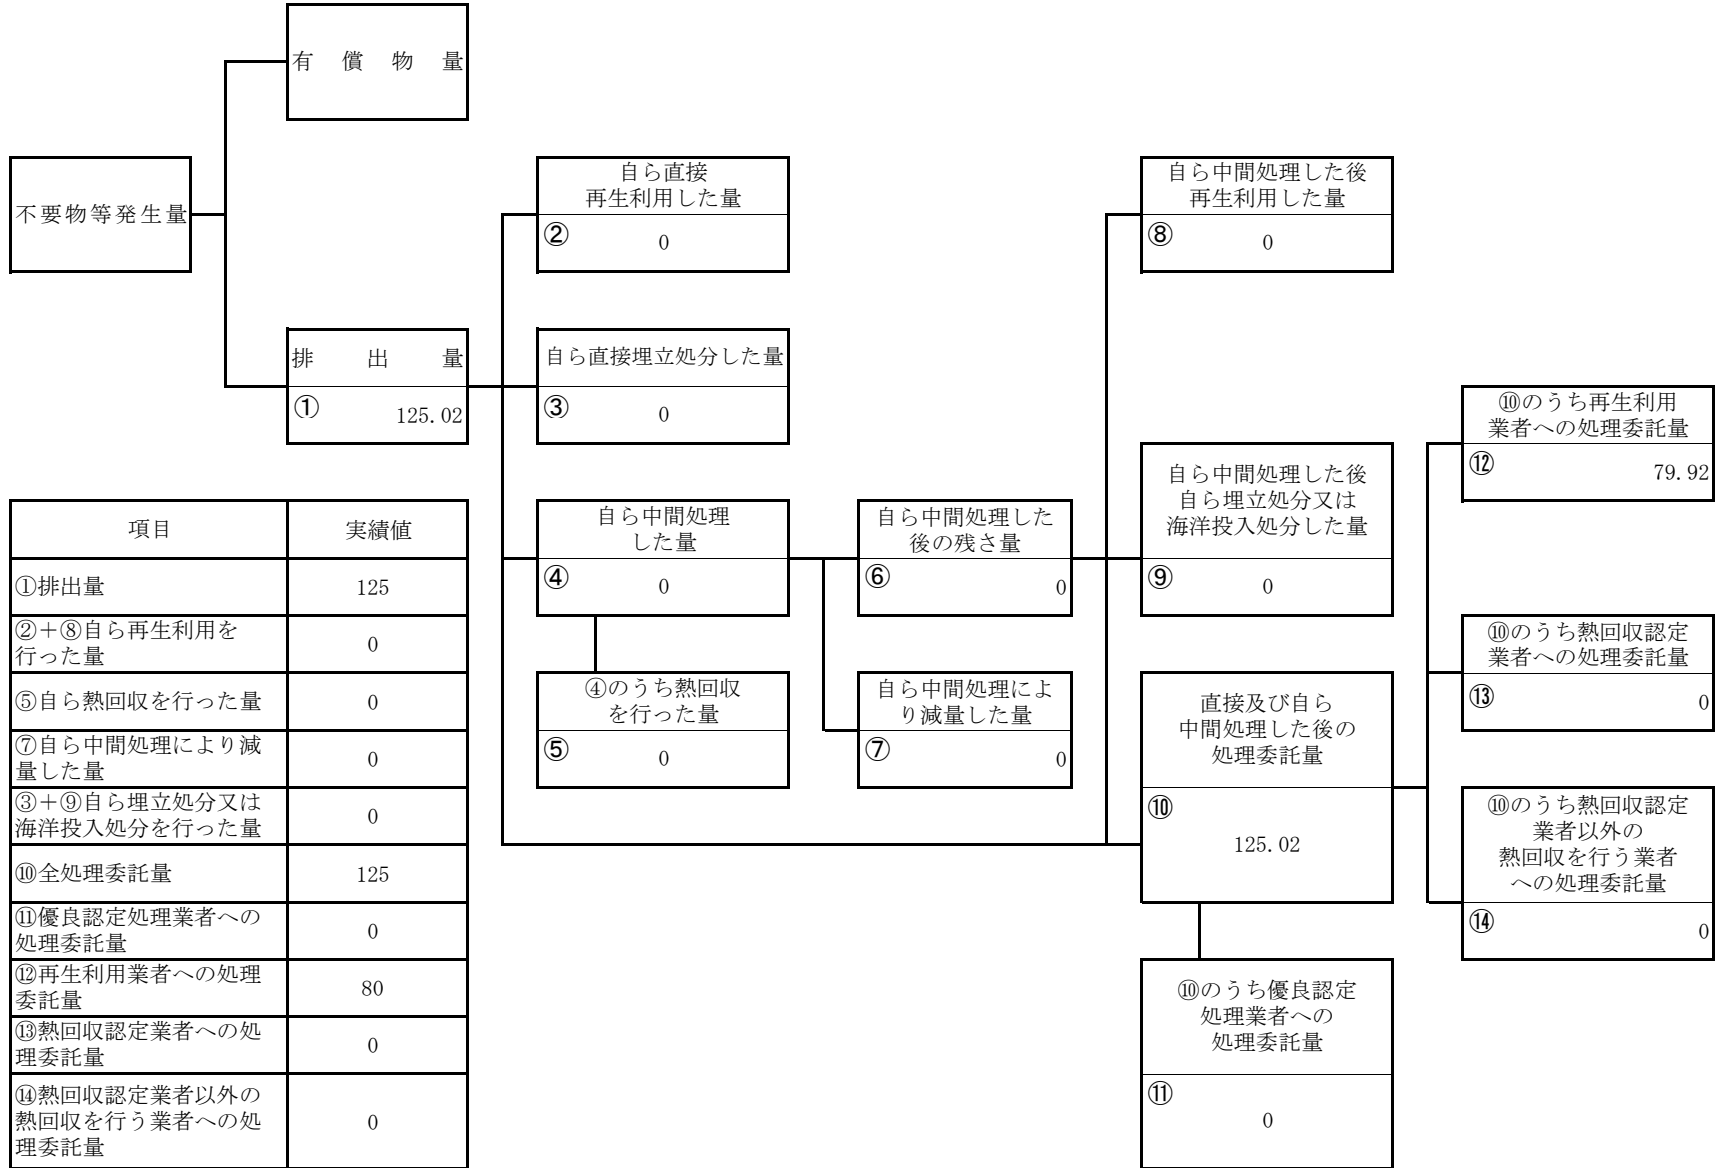 有償物量
不要物等発生量
自ら直接
再生利用した量
② 0
自ら中間処理した後
再生利用した量
⑧ 0
排出量
① 125.02
自ら直接埋立処分した量
③ 0
⑩のうち再生利用
業者への処理委託量
⑫ 79.92
自ら中間処理した後
自ら埋立処分又は
海洋投入処分した量
⑨ 0
自ら中間処理
した量
④ 0
自ら中間処理した
後の残さ量
⑥ 0
⑩のうち熱回収認定
業者への処理委託量
⑬ 0
④のうち熱回収
を行った量
⑤ 0
自ら中間処理によ
り減量した量
⑦ 0
直接及び自ら
中間処理した後の
処理委託量
⑩
125.02
⑩のうち熱回収認定
業者以外の
熱回収を行う業者
への処理委託量
⑭ 0
⑩のうち優良認定
処理業者への
処理委託量
⑪
0
項目 実績値
①排出量 125
②+⑧自ら再生利用を
行った量 0
⑤自ら熱回収を行った量 0
⑦自ら中間処理により減
量した量 0
③+⑨自ら埋立処分又は
海洋投入処分を行った量 0
⑩全処理委託量 125
⑪優良認定処理業者への
処理委託量 0
⑫再生利用業者への処理
委託量 80
⑬熱回収認定業者への処
理委託量 0
⑭熱回収認定業者以外の
熱回収を行う業者への処
理委託量 0